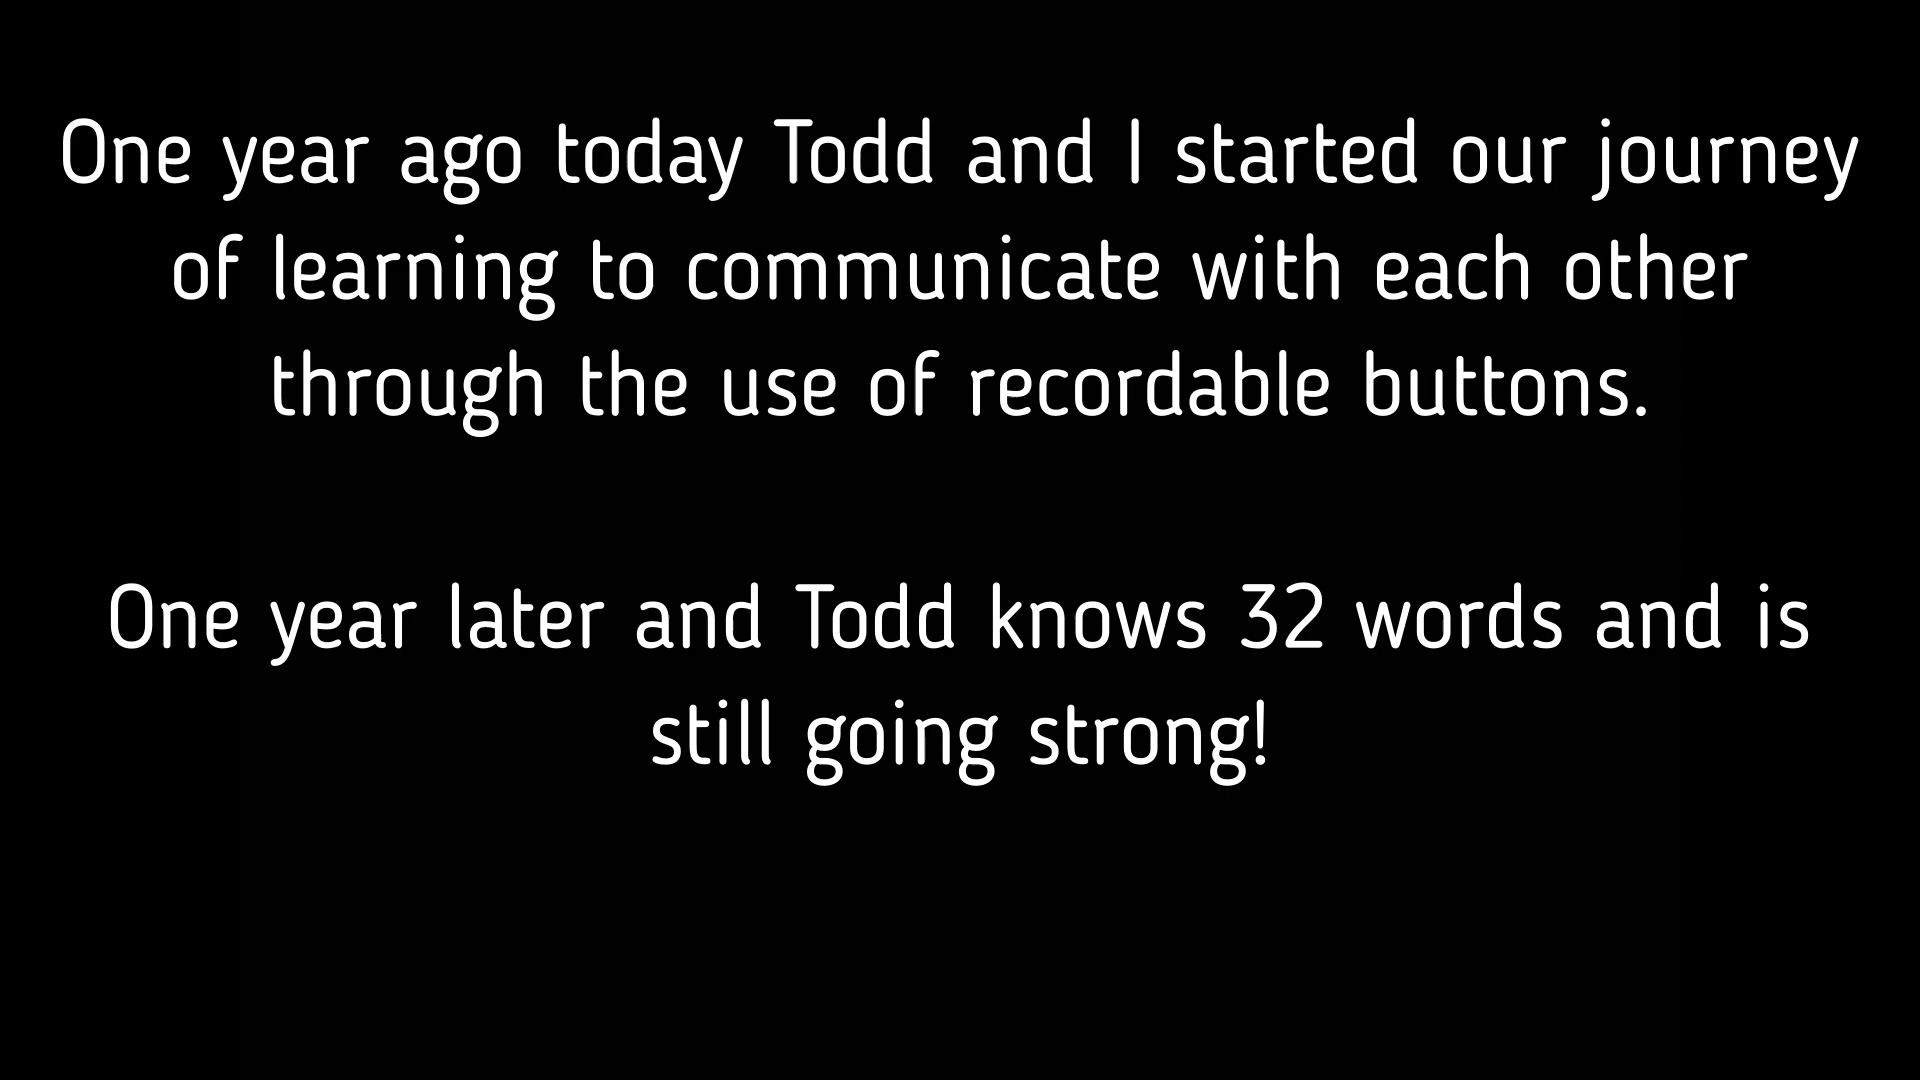 One year ago today Todd and I started our journey
of learning to communicate with each other
through the use of recordable buttons.
One year later and Todd knows 32 words and is
still going strong!